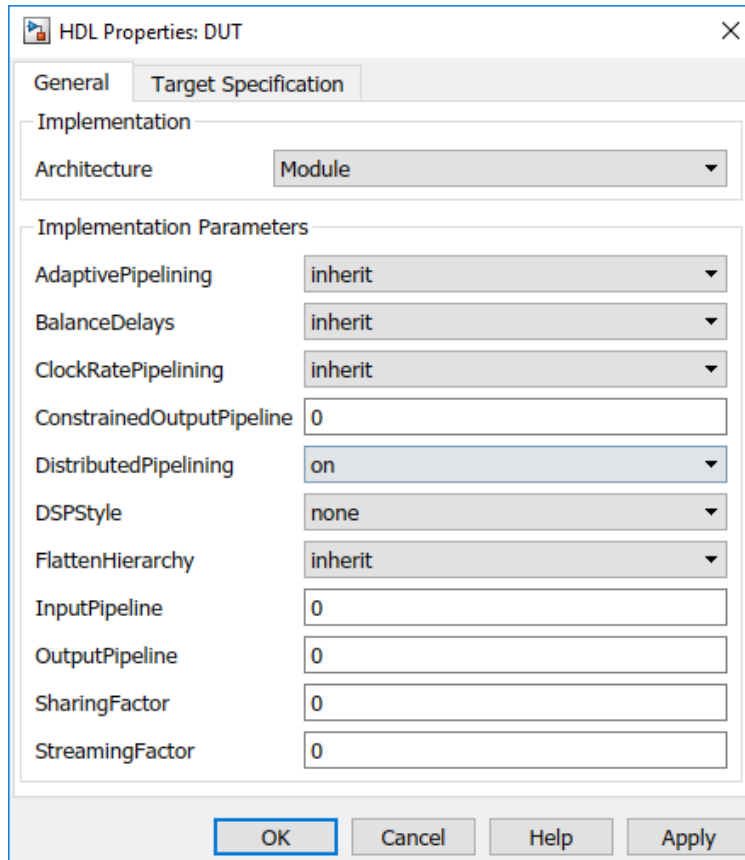 HDL Properties: DUT
General Target Specification
Implementation
Architecture Module
Implementation Parameters
AdaptivePipelining inherit
BalanceDelays inherit
ClockRatePipelining inherit
ConstrainedOutputPipeline 0
DistributedPipelining on
DSPStyle none
FlattenHierarchy inherit
InputPipeline 0
OutputPipeline 0
SharingFactor 0
StreamingFactor 0
OK Cancel Help Apply